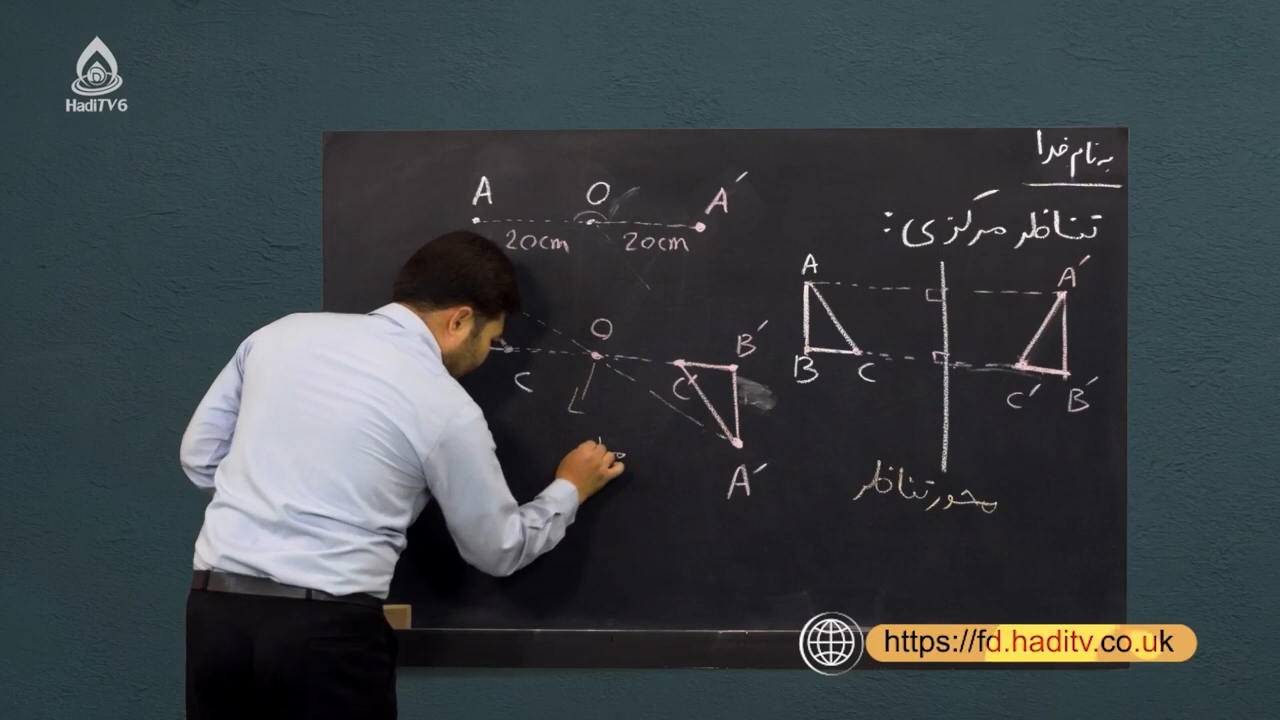 HadiTV6
به نام خدا
تناظر مرکزی :
A O A′
20cm 20cm
A A′
B C C′ B′
محور تناظر
O B′
C C
A′
https://fd.haditv.co.uk